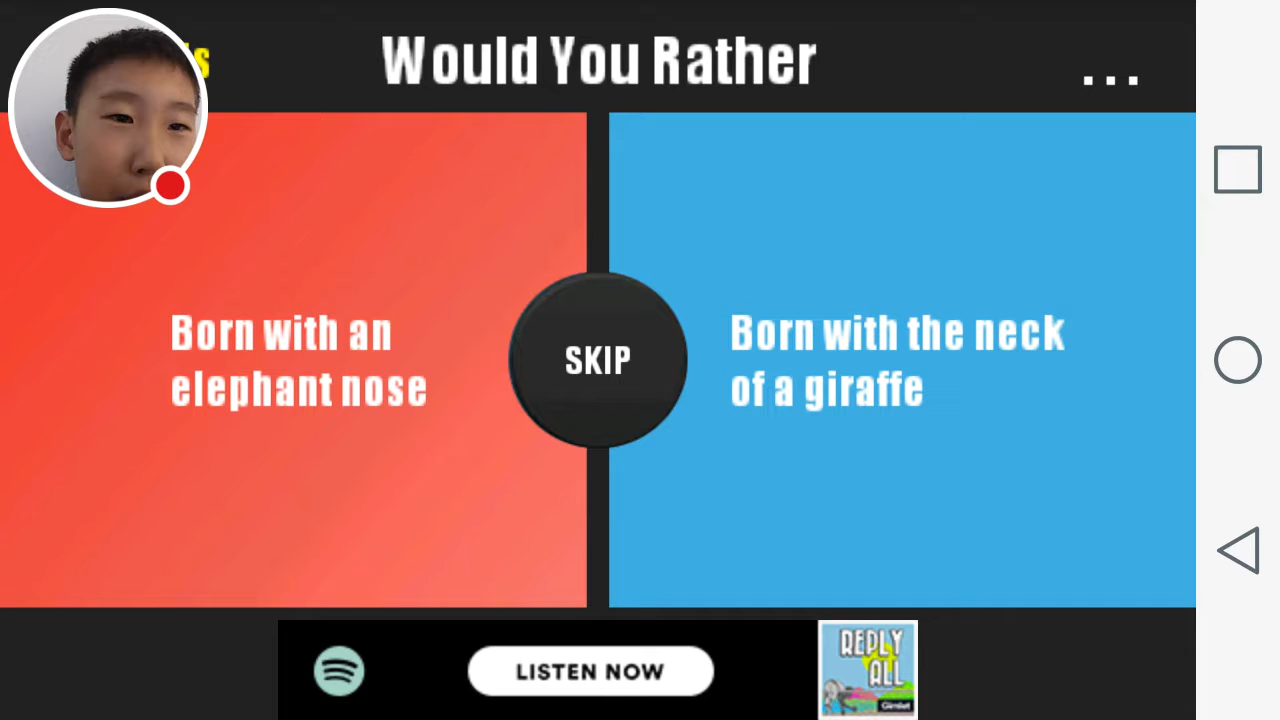 Would You Rather
...
Born with an
elephant nose
SKIP
Born with the neck
of a giraffe
LISTEN NOW
REPLY
ALL
Gimlet